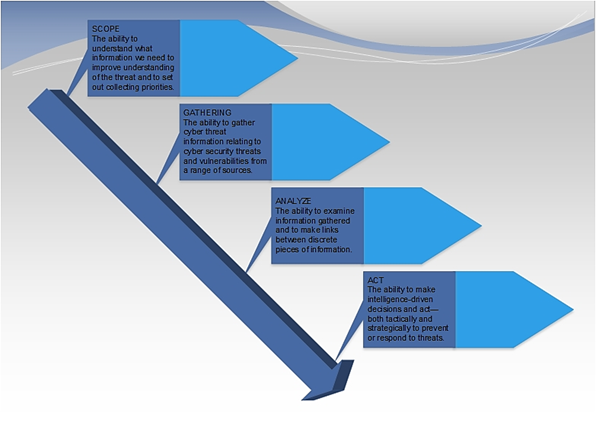 SCOPE
The ability to
understand what
information we need to
improve understanding
of the threat and to set
out collecting priorities.
GATHERING
The ability to gather
cyber threat
information relating to
cyber security threats
and vulnerabilities from
a range of sources.
ANALYZE
The ability to examine
information gathered
and to make links
between discrete
pieces of information.
ACT
The ability to make
intelligence-driven
decisions and act—
both tactically and
strategically to prevent
or respond to threats.